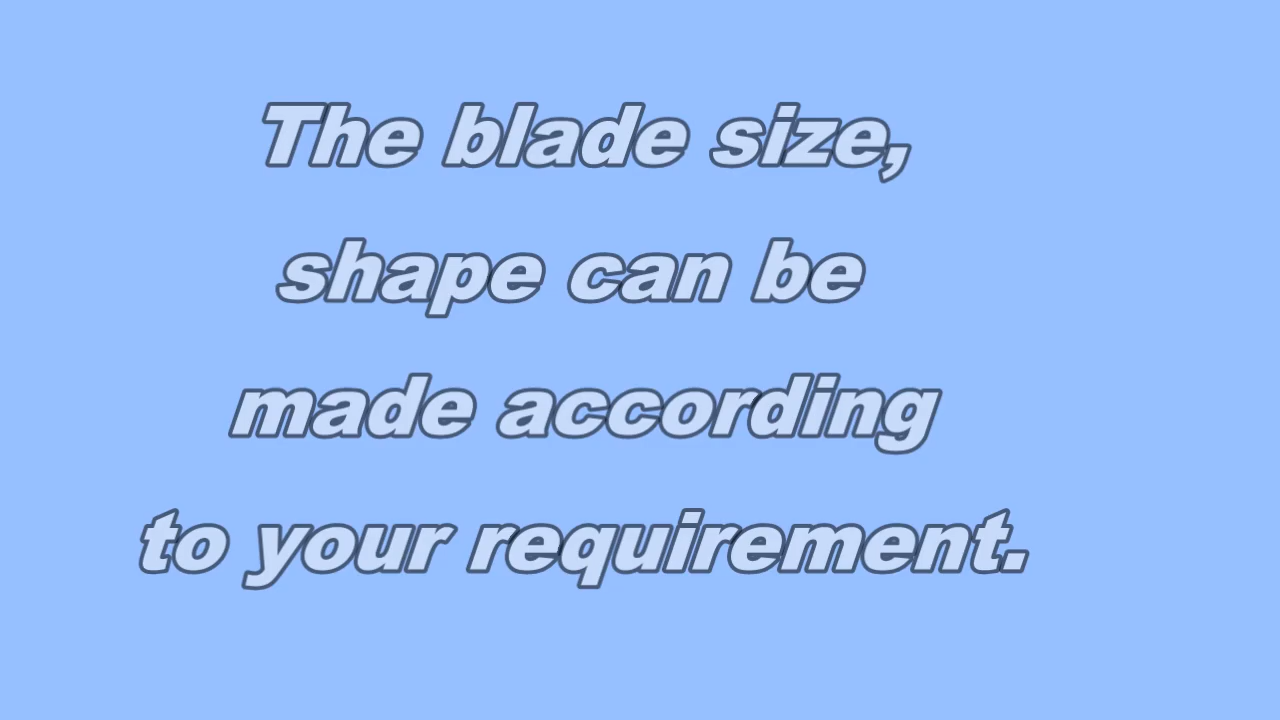 The blade size,
shape can be
made according
to your requirement.